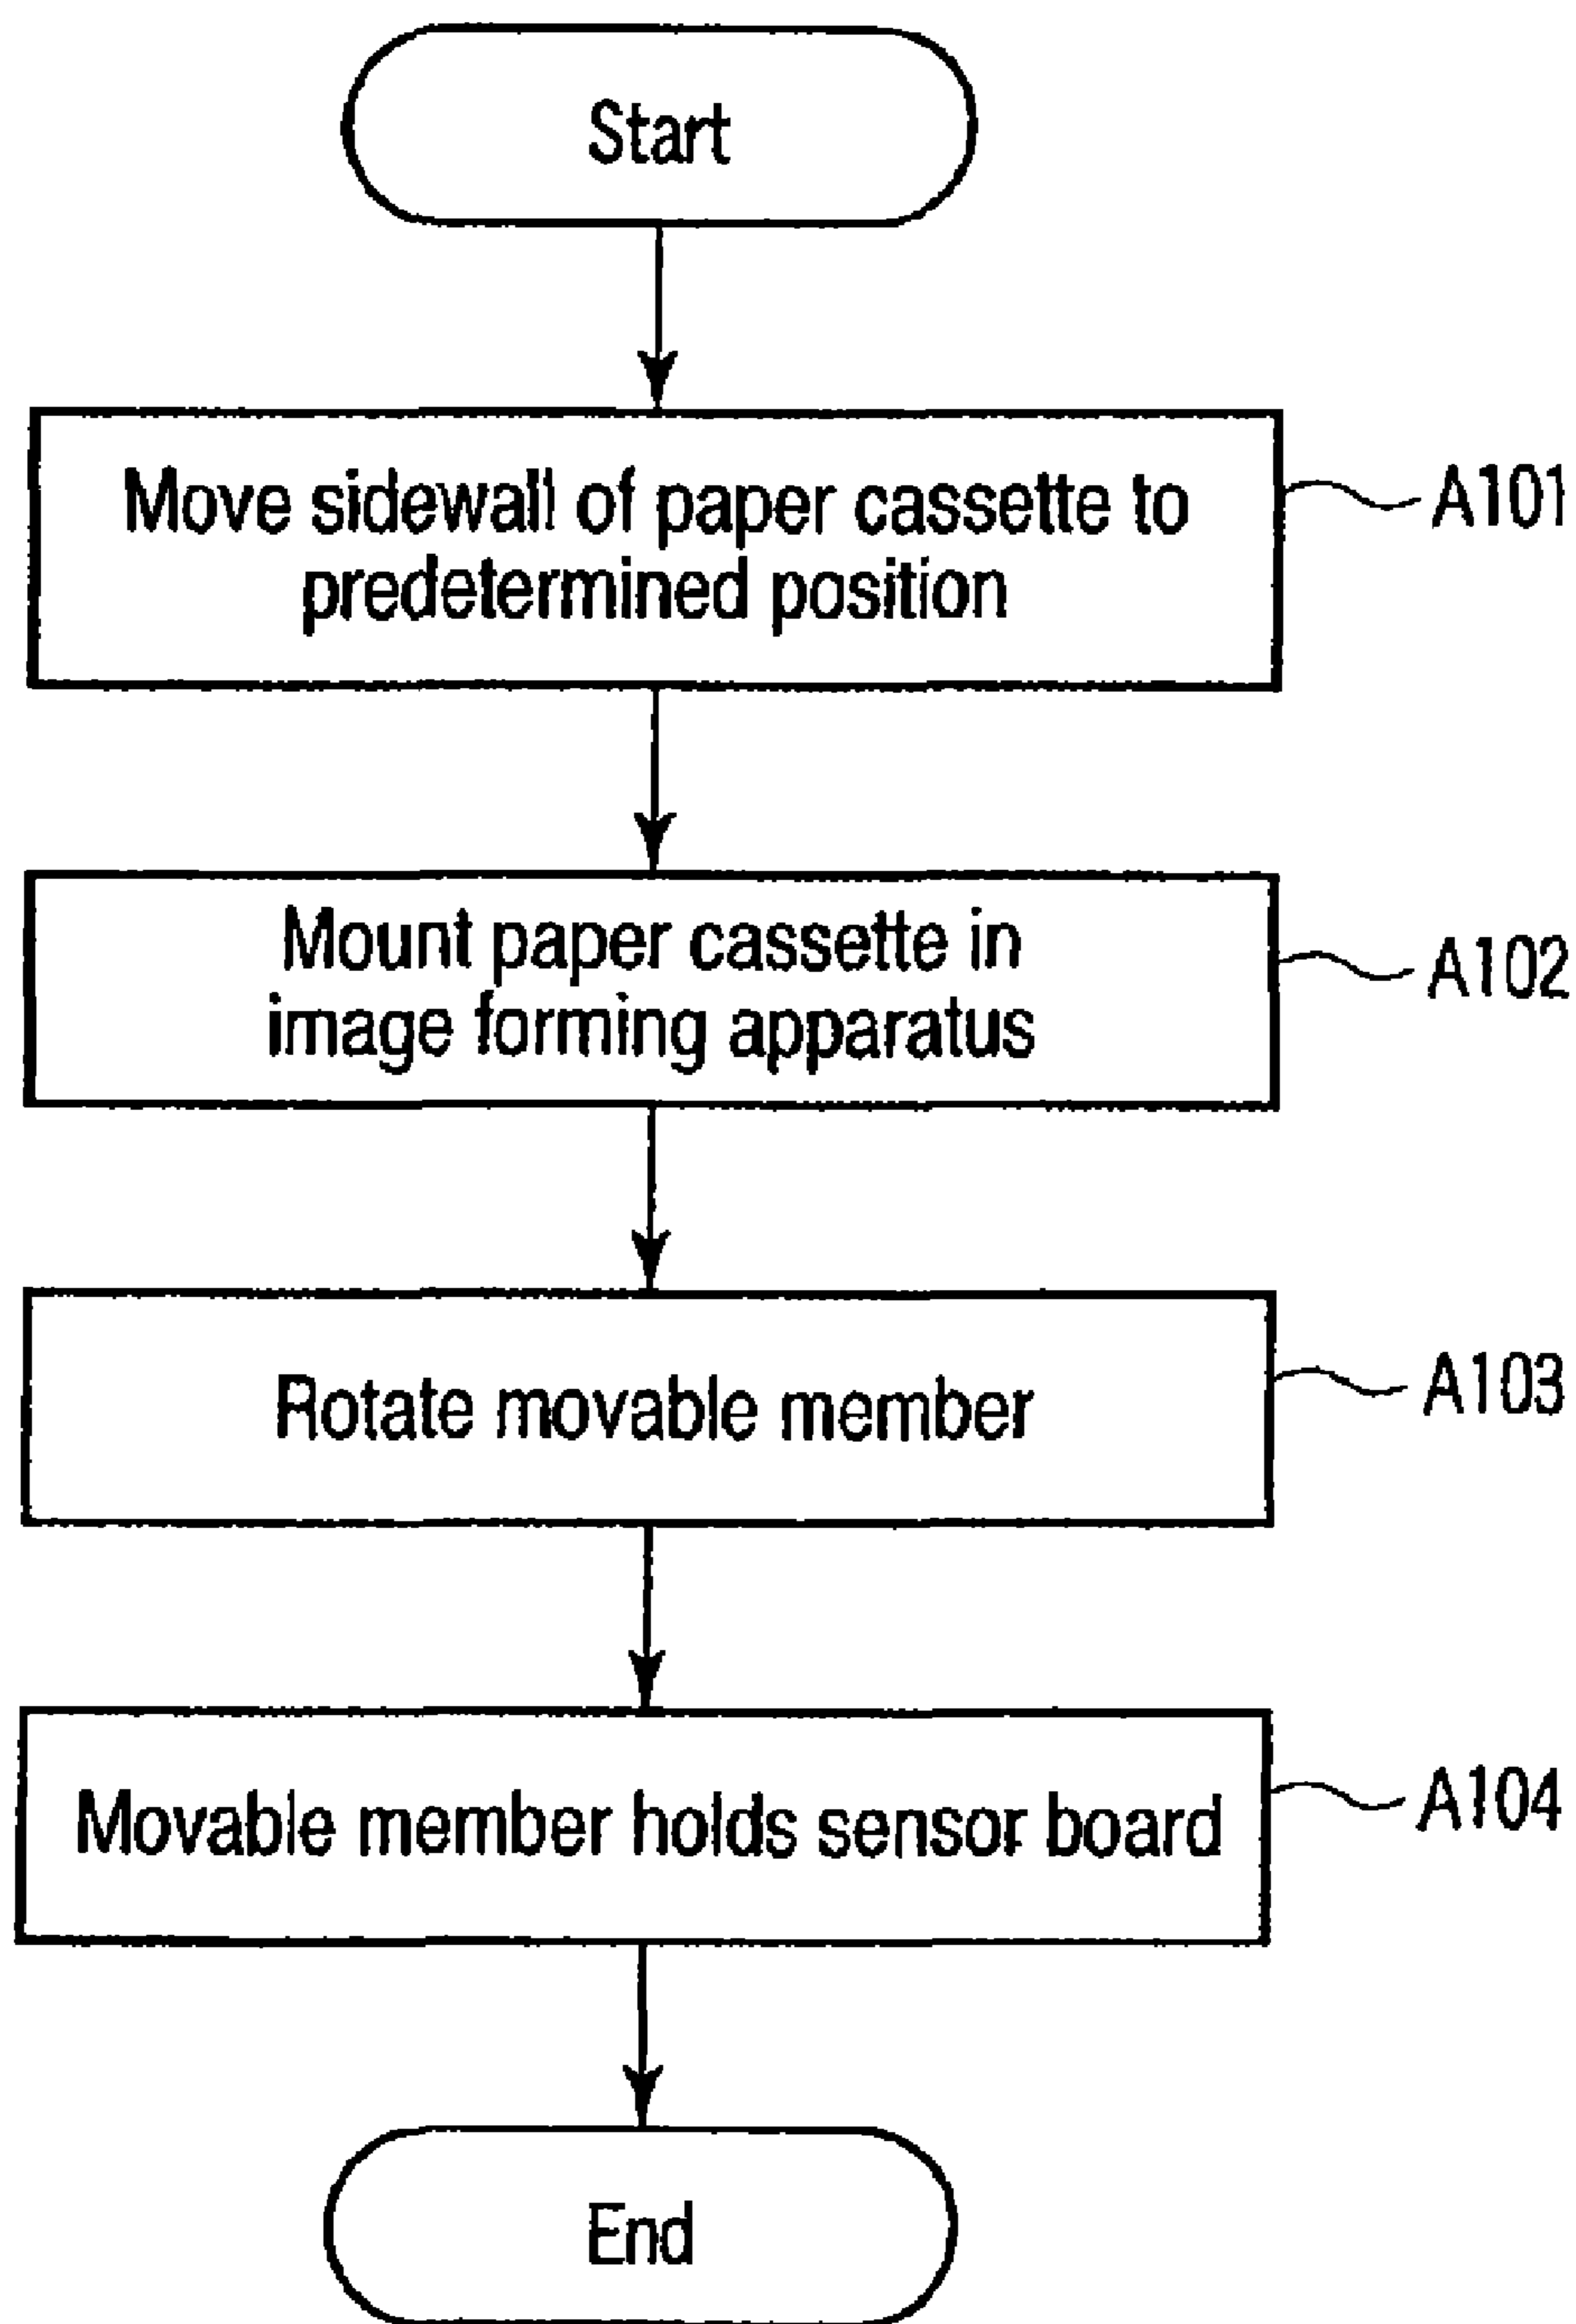 Start
Move sidewall of paper cassette to
predetermined position
A101
Mount paper cassette in
image forming apparatus
A102
Rotate movable member
A103
Movable member holds sensor board
A104
End